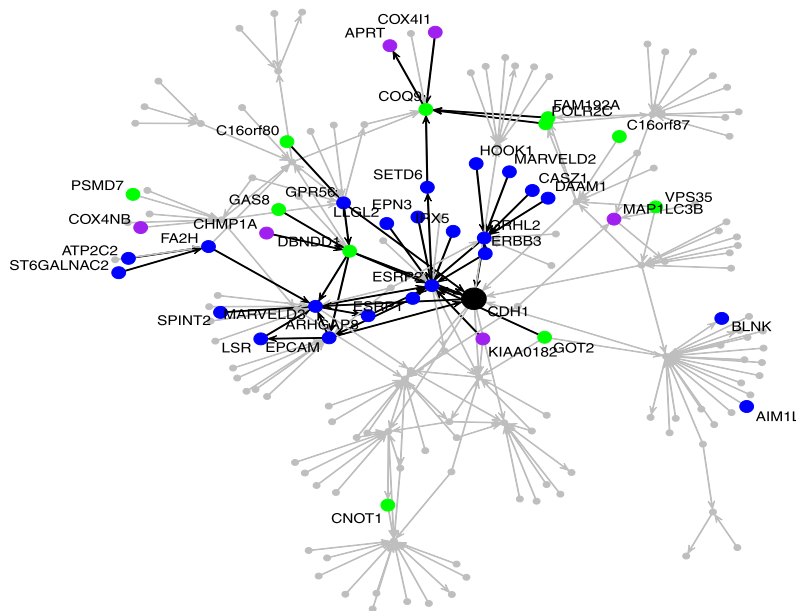 COX4I1
APRT
COQ9
FAM192A
POLR2C
C16orf80
C16orf87
HOOK1
MARVELD2
SETD6
CASZ1
DAAM1
PSMD7
GPR56
GAS8
LLGL2
EPN3
VPS35
MAP1LC3B
COX4NB
CHMP1A
GRHL2
FA2H
DBNDD1
ERBB3
ATP2C2
ST6GALNAC2
ESRP2
ESRP1
CDH1
SPINT2
MARVELD3
ARHGAP8
BLNK
LSR
EPCAM
KIAA0182
GOT2
AIM1L
CNOT1